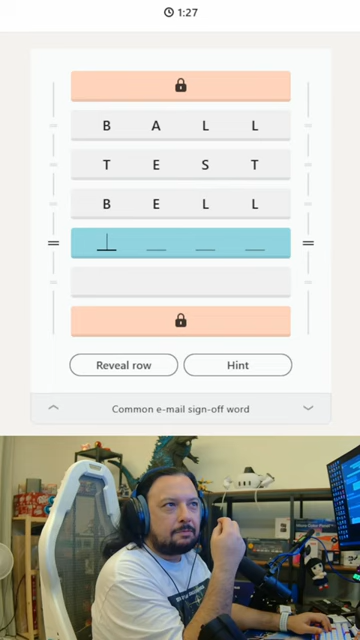 1:27
B A L L
T E S T
B E L L
Reveal row
Hint
Common e-mail sign-off word